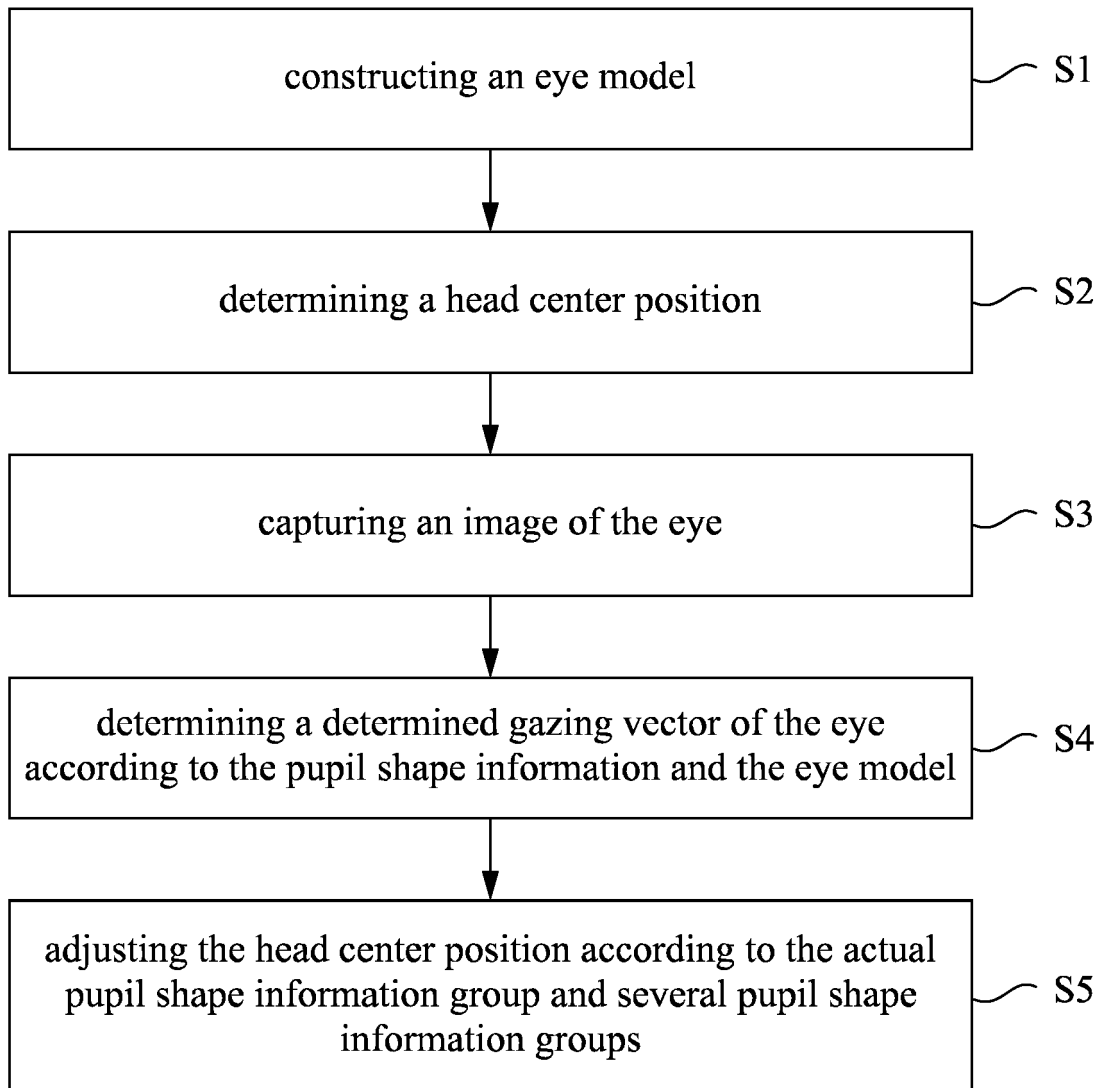 constructing an eye model
S1
determining a head center position
S2
capturing an image of the eye
S3
determining a determined gazing vector of the eye
according to the pupil shape information and the eye model
S4
adjusting the head center position according to the actual
pupil shape information group and several pupil shape
information groups
S5